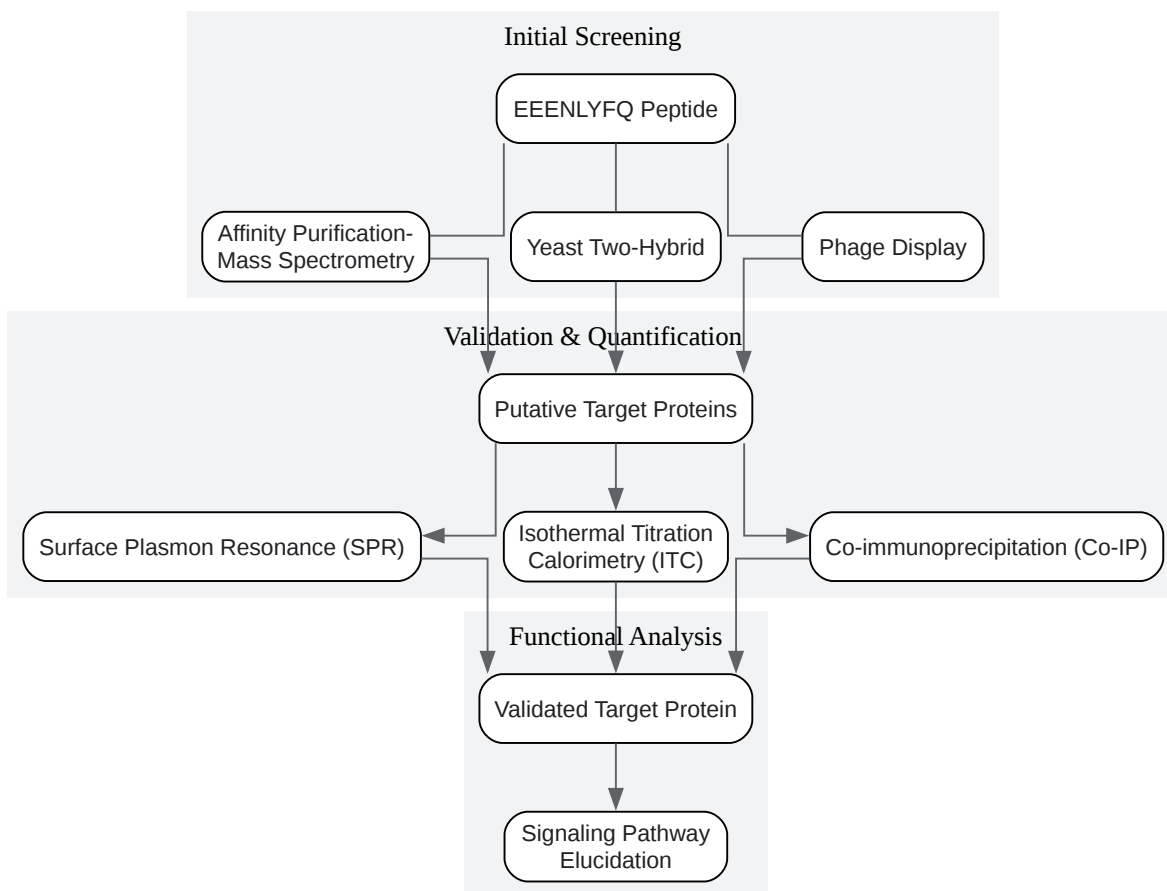 Initial Screening
EEENLYFQ Peptide
Affinity Purification-
Mass Spectrometry
Yeast Two-Hybrid
Phage Display
Validation & Quantification
Putative Target Proteins
Surface Plasmon Resonance (SPR)
Isothermal Titration
Calorimetry (ITC)
Co-immunoprecipitation (Co-IP)
Functional Analysis
Validated Target Protein
Signaling Pathway
Elucidation